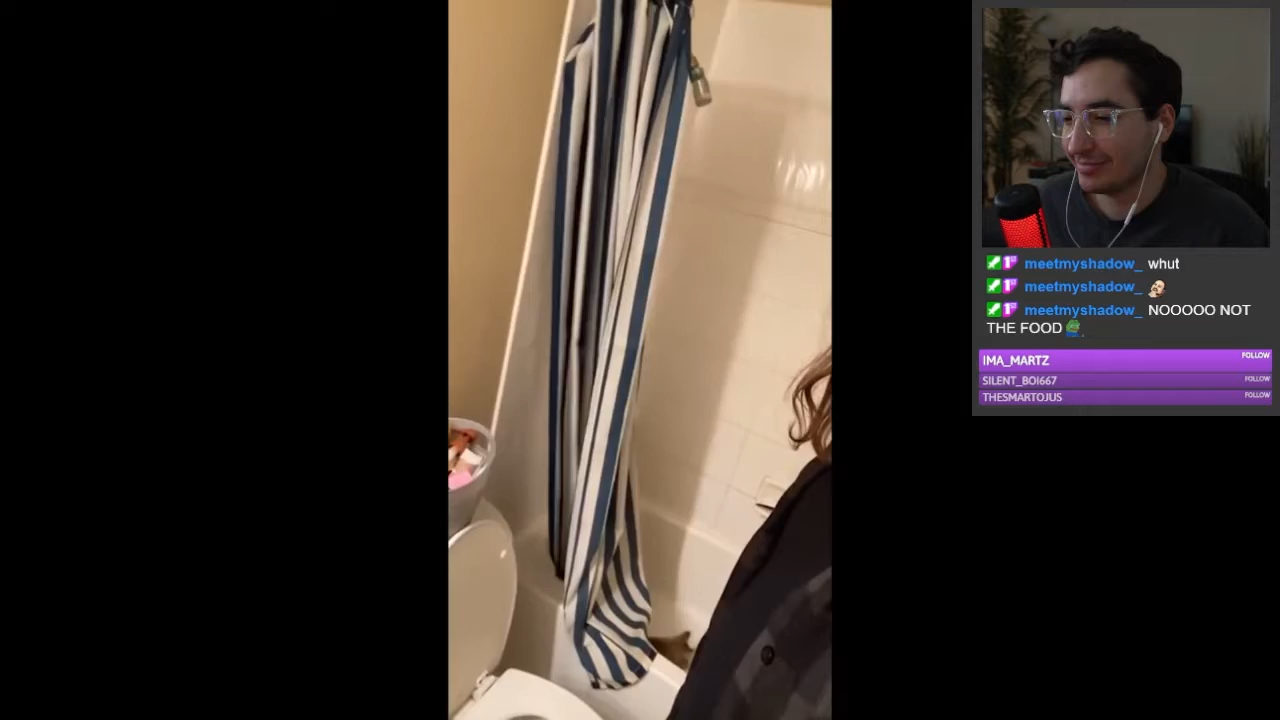 meetmyshadow_ whut
meetmyshadow_
meetmyshadow_ NOOOOO NOT
THE FOOD
IMA_MARTZ FOLLOW
SILENT_BOI667 FOLLOW
THESMARTOJUS FOLLOW